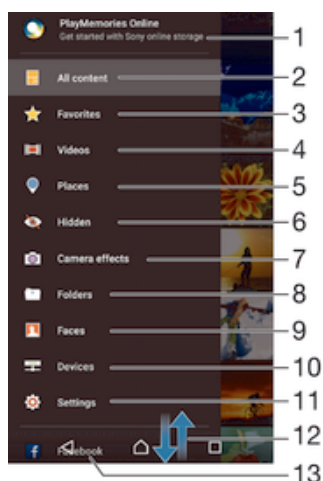 PlayMemories Online
Get started with Sony online storage
1
All content
2
Favorites
3
Videos
4
Places
5
Hidden
6
Camera effects
7
Folders
8
Faces
9
Devices
10
Settings
11
12
Facebook
13